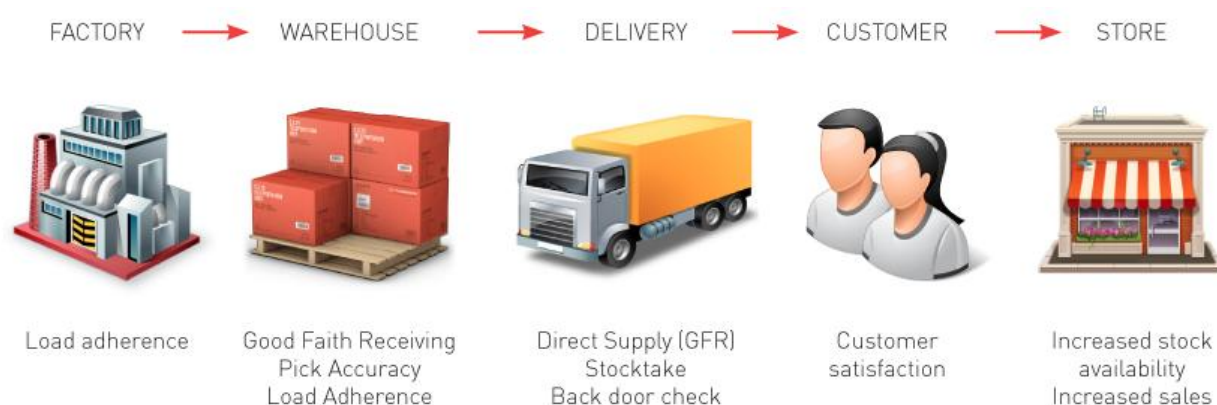 FACTORY
WAREHOUSE
DELIVERY
CUSTOMER
STORE
Load adherence
Good Faith Receiving
Pick Accuracy
Load Adherence
Direct Supply (GFR)
Stocktake
Back door check
Customer
satisfaction
Increased stock
availability
Increased sales